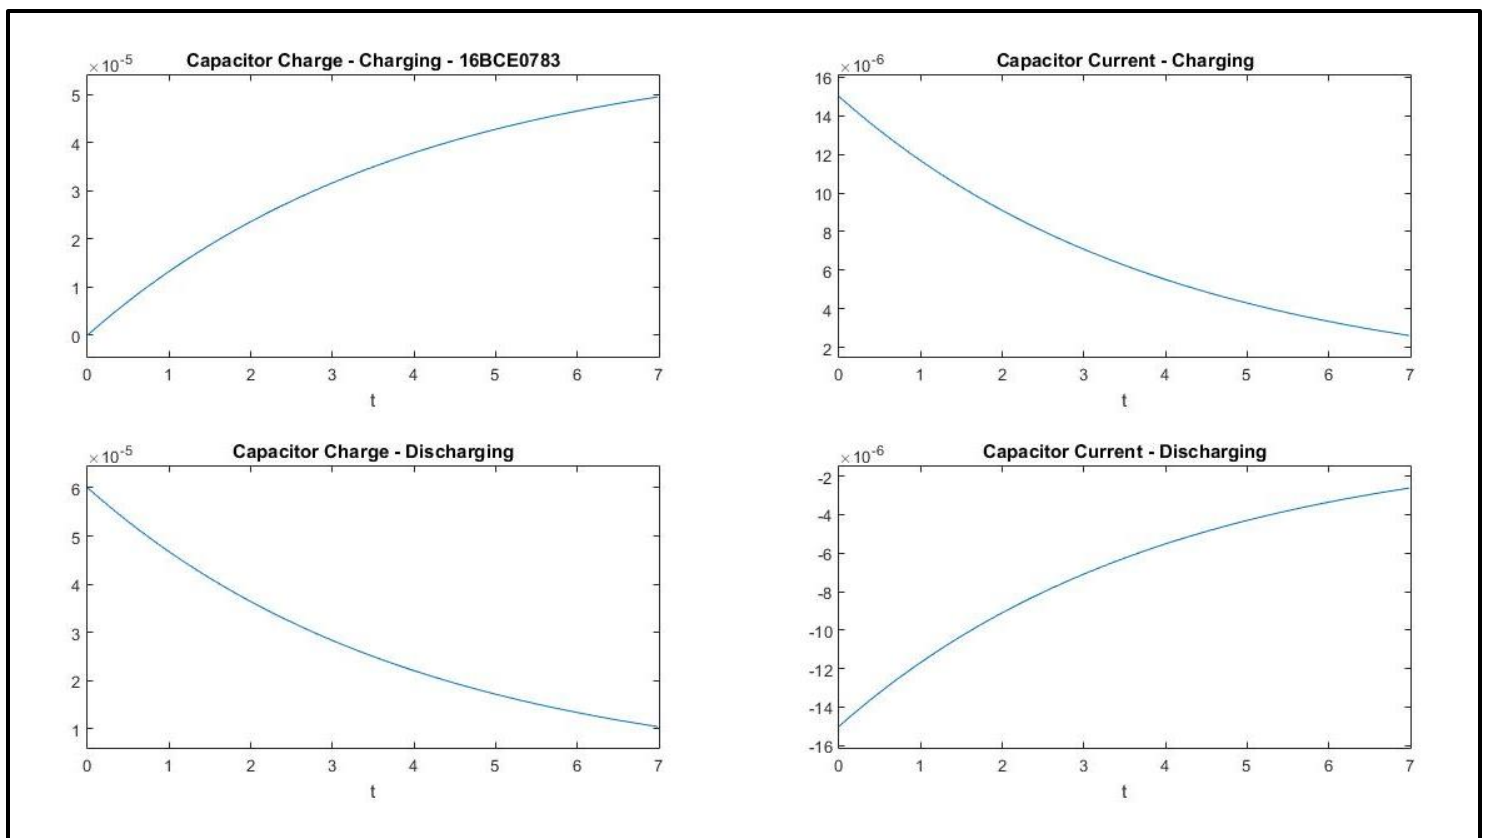 Capacitor Charge - Charging - 16BCE0783
×10-5
5
4
3
2
1
0
0 1 2 3 4 5 6 7
t
Capacitor Current - Charging
×10-6
16
14
12
10
8
6
4
2
0 1 2 3 4 5 6 7
t
Capacitor Charge - Discharging
×10-5
6
5
4
3
2
1
0 1 2 3 4 5 6 7
t
Capacitor Current - Discharging
×10-6
-2
-4
-6
-8
-10
-12
-14
-16
0 1 2 3 4 5 6 7
t